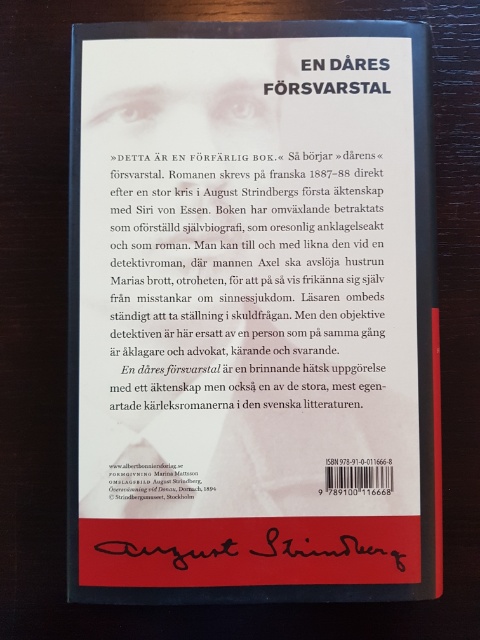 EN DÅRES
FÖRSVARSTAL
»DETTA ÄR EN FÖRFÄRLIG BOK.« Så börjar »dårens«
försvarstal. Romanen skrevs på franska 1887–88 direkt
efter en stor kris i August Strindbergs första äktenskap
med Siri von Essen. Boken har omväxlande betraktats
som oförställd självbiografi, som oresonlig anklagelseakt
och som roman. Man kan till och med likna den vid en
detektivroman, där mannen Axel ska avslöja hustrun
Marias brott, otroheten, för att på så vis frikänna sig själv
från misstankar om sinnessjukdom. Läsaren ombeds
ständigt att ta ställning i skuldfrågan. Men den objektive
detektiven är här ersatt av en person som på samma gång
är åklagare och advokat, kärande och svarande.
En dåres försvarstal är en brinnande hätsk uppgörelse
med ett äktenskap men också en av de stora, mest egen-
artade kärleksromanerna i den svenska litteraturen.
www.albertbonniersforlag.se
FORMGIVNING Marina Mattsson
OMSLAGSBILD August Strindberg,
Översvämning vid Donau, Dornach, 1894
© Strindbergsmuseet, Stockholm
ISBN 978-91-0-011666-8
9 789100 116668
August Strindberg